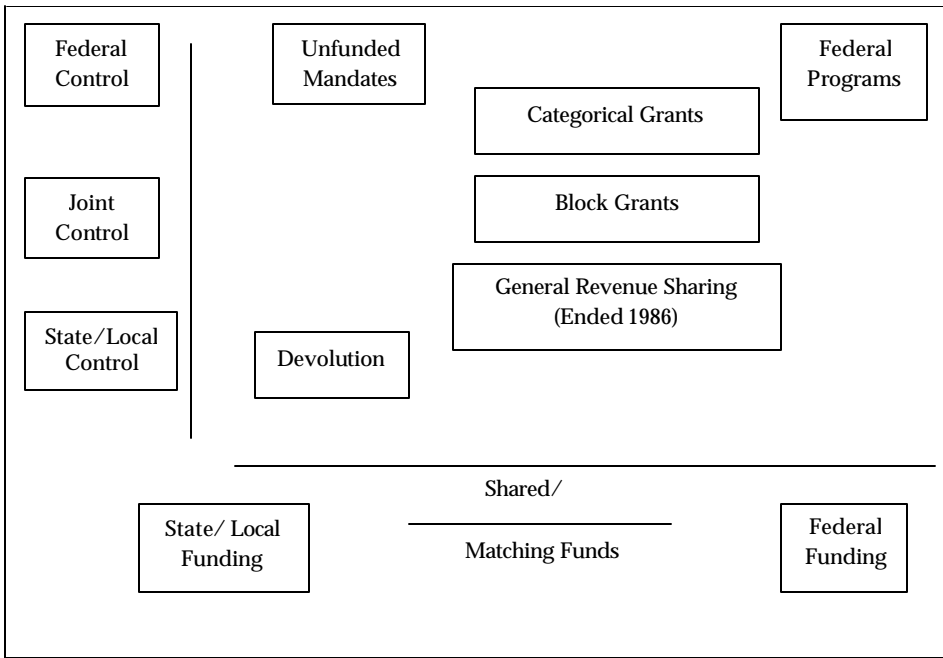 Federal
Control
Unfunded
Mandates
Federal
Programs
Categorical Grants
Joint
Control
Block Grants
General Revenue Sharing
(Ended 1986)
State/Local
Control
Devolution
Shared/
State/ Local
Funding
Matching Funds
Federal
Funding